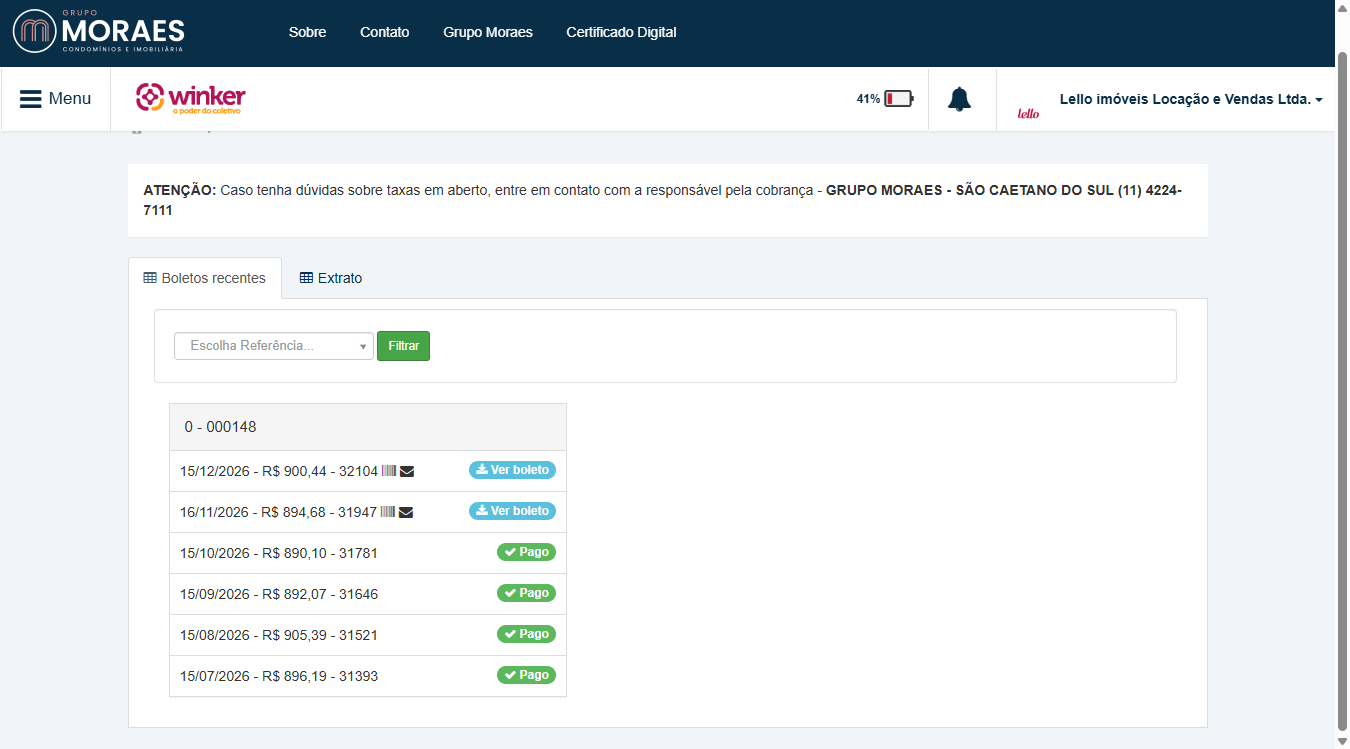 GRUPO
MORAES
CONDOMÍNIOS E IMOBILIÁRIA
Sobre
Contato
Grupo Moraes
Certificado Digital
Menu
winker
o poder do coletivo
41%
lello
Lello imóveis Locação e Vendas Ltda.
ATENÇÃO: Caso tenha dúvidas sobre taxas em aberto, entre em contato com a responsável pela cobrança - GRUPO MORAES - SÃO CAETANO DO SUL (11) 4224-
7111
Boletos recentes
Extrato
Escolha Referência...
Filtrar
0 - 000148
15/12/2026 - R$ 900,44 - 32104 Ver boleto
16/11/2026 - R$ 894,68 - 31947 Ver boleto
15/10/2026 - R$ 890,10 - 31781 Pago
15/09/2026 - R$ 892,07 - 31646 Pago
15/08/2026 - R$ 905,39 - 31521 Pago
15/07/2026 - R$ 896,19 - 31393 Pago